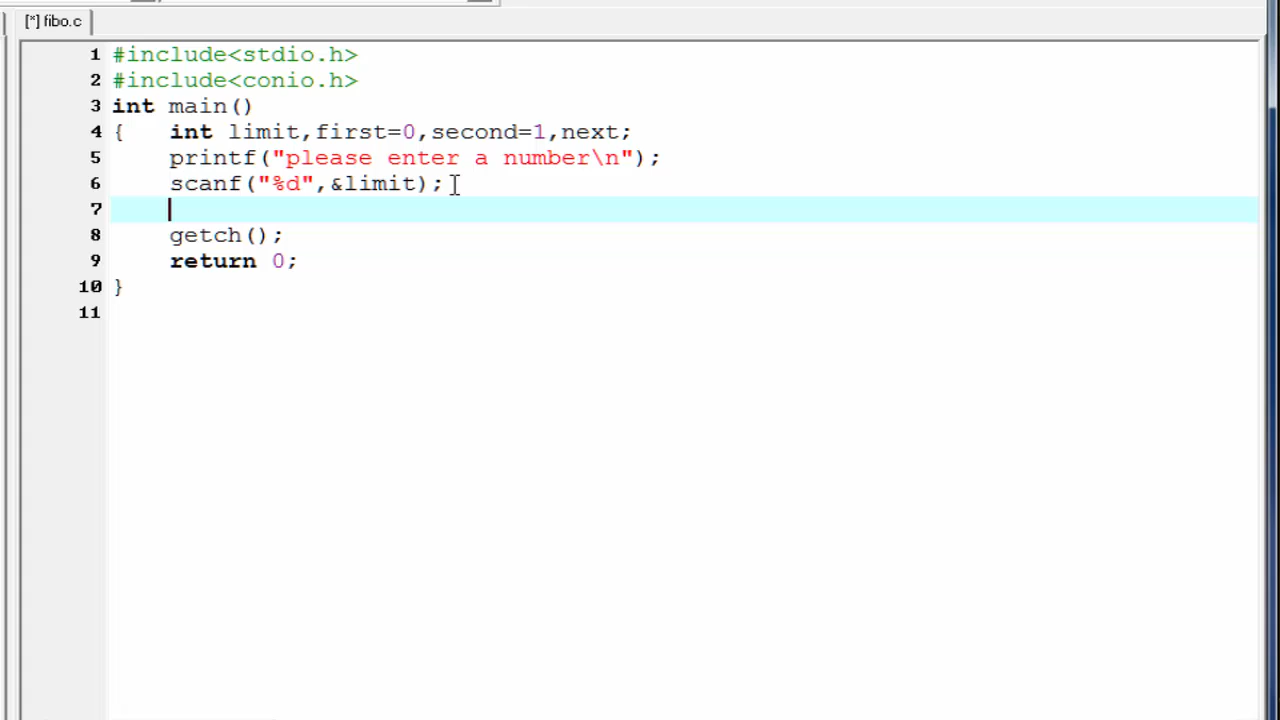 [*] fibo.c
1 #include<stdio.h>
2 #include<conio.h>
3 int main()
4 {    int limit,first=0,second=1,next;
5     printf("please enter a number\n");
6     scanf("%d",&limit);
7
8     getch();
9     return 0;
10 }
11